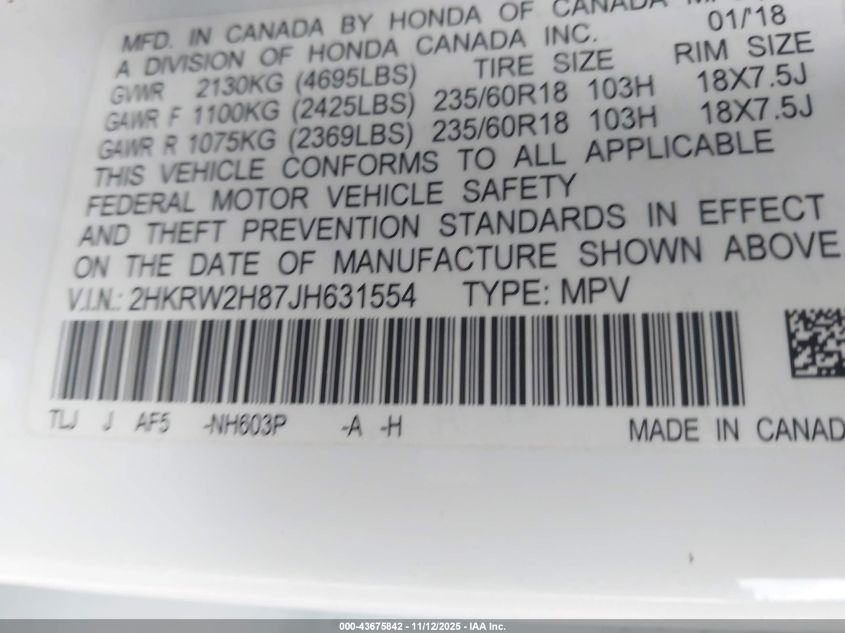 MFD. IN CANADA BY HONDA OF CANADA
A DIVISION OF HONDA CANADA INC. 01/'18
GVWR 2130KG (4695LBS) TIRE SIZE RIM SIZE
GAWR F 1100KG (2425LBS) 235/60R18 103H 18X7.5J
GAWR R 1075KG (2369LBS) 235/60R18 103H 18X7.5J
THIS VEHICLE CONFORMS TO ALL APPLICABLE
FEDERAL MOTOR VEHICLE SAFETY
AND THEFT PREVENTION STANDARDS IN EFFECT
ON THE DATE OF MANUFACTURE SHOWN ABOVE
V.I.N.: 2HKRW2H87JH631554 TYPE: MPV
TLJ J AF5 -NH603P -A -H MADE IN CANAD
000-43675842 - 11/12/2025 - IAA Inc.